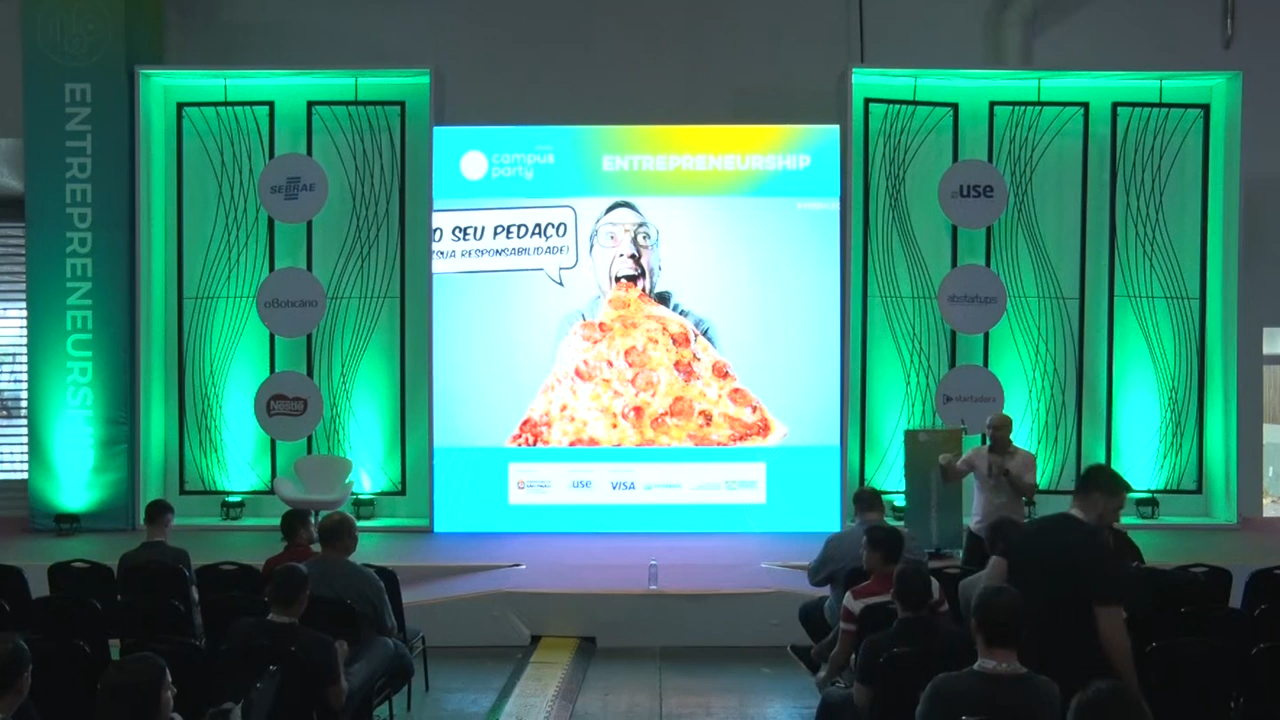 ENTREPRENEURSHIP
SEBRAE
oBoticário
Nestlé
campus
party
ENTREPRENEURSHIP
O SEU PEDAÇO
(SUA RESPONSABILIDADE)
use
VISA
use
abstartups
startadora